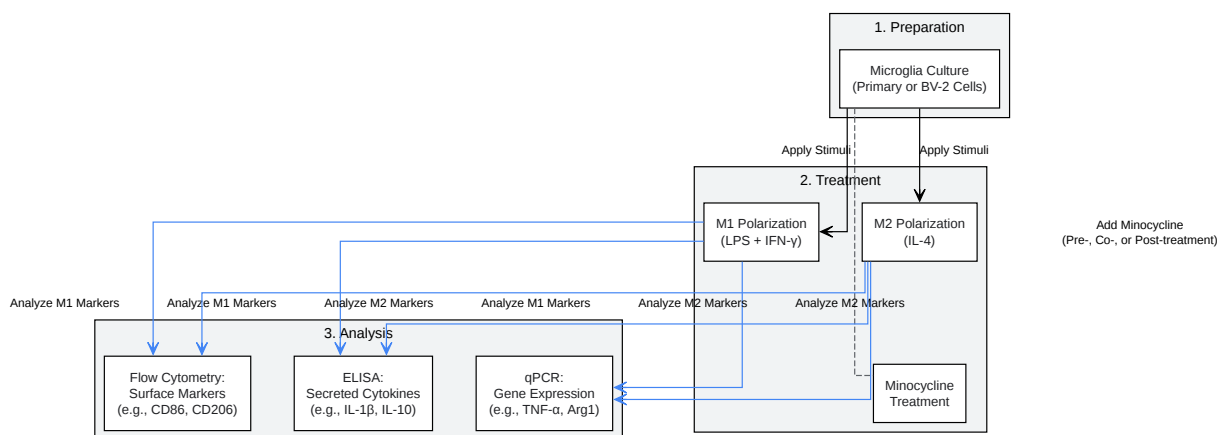 1. Preparation
Microglia Culture
(Primary or BV-2 Cells)
Apply Stimuli
Apply Stimuli
2. Treatment
M1 Polarization
(LPS + IFN-γ)
M2 Polarization
(IL-4)
Add Minocycline
(Pre-, Co-, or Post-treatment)
Analyze M1 Markers
Analyze M1 Markers
Analyze M2 Markers
Analyze M1 Markers
Analyze M2 Markers
Analyze M2 Markers
3. Analysis
Flow Cytometry:
Surface Markers
(e.g., CD86, CD206)
ELISA:
Secreted Cytokines
(e.g., IL-1β, IL-10)
qPCR:
Gene Expression
(e.g., TNF-α, Arg1)
Minocycline
Treatment